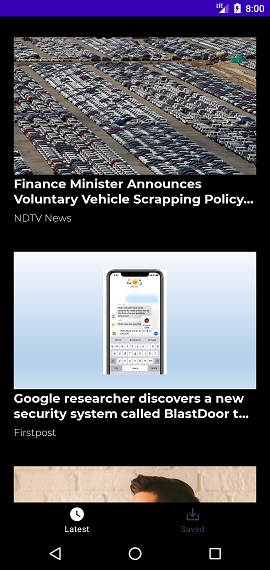 LTE 8:00
Finance Minister Announces
Voluntary Vehicle Scrapping Policy...
NDTV News
Google researcher discovers a new
security system called BlastDoor t...
Firstpost
Latest
Saved